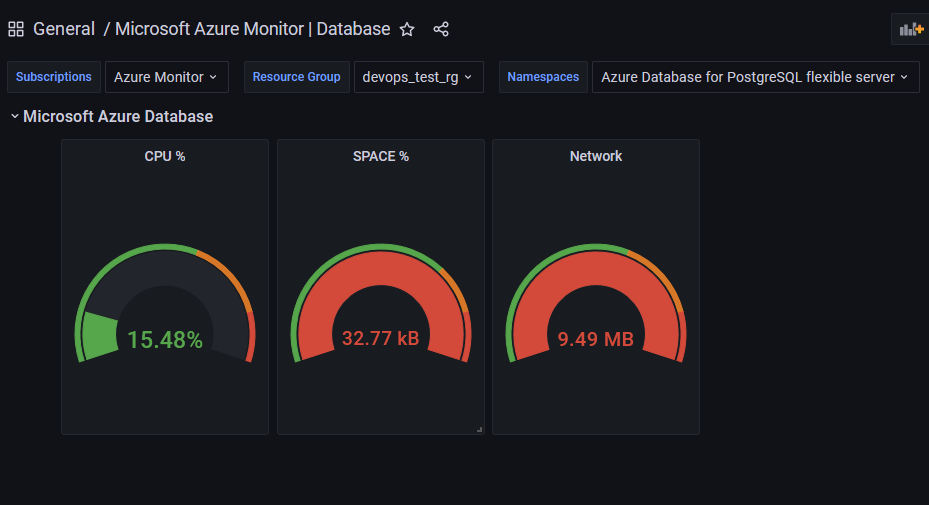 General / Microsoft Azure Monitor | Database
Subscriptions Azure Monitor Resource Group devops_test_rg Namespaces Azure Database for PostgreSQL flexible server
Microsoft Azure Database
CPU % SPACE % Network
15.48% 32.77 kB 9.49 MB